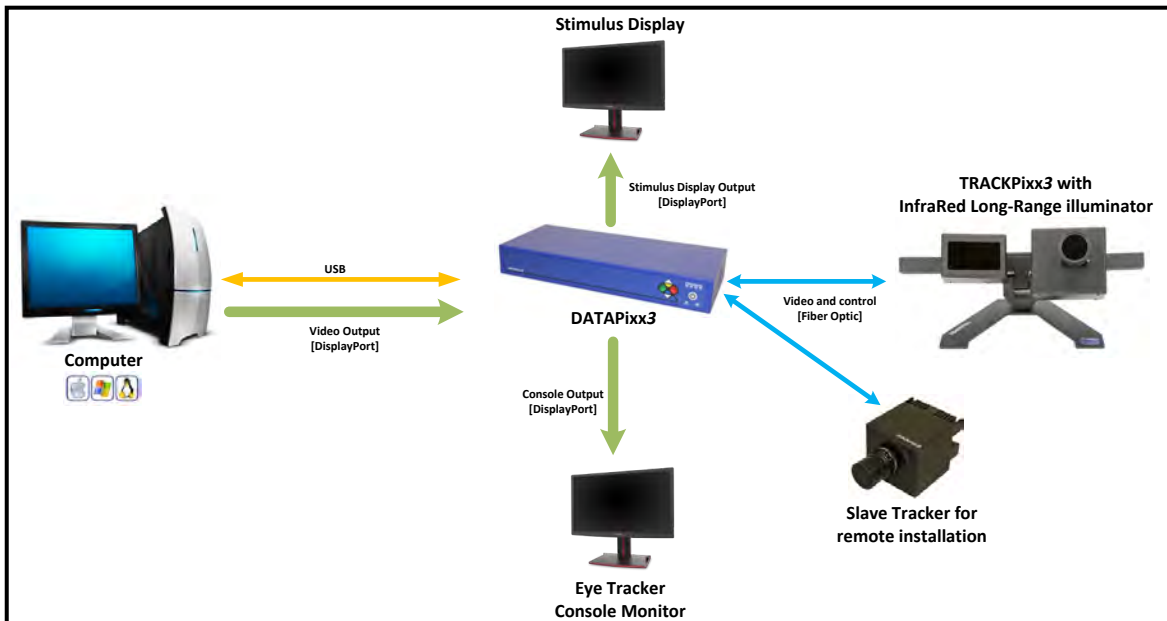 Stimulus Display
Stimulus Display Output
[DisplayPort]
TRACKPixx3 with
InfraRed Long-Range illuminator
USB
Video Output
[DisplayPort]
Computer
DATAPixx3
Video and control
[Fiber Optic]
Console Output
[DisplayPort]
Slave Tracker for
remote installation
Eye Tracker
Console Monitor